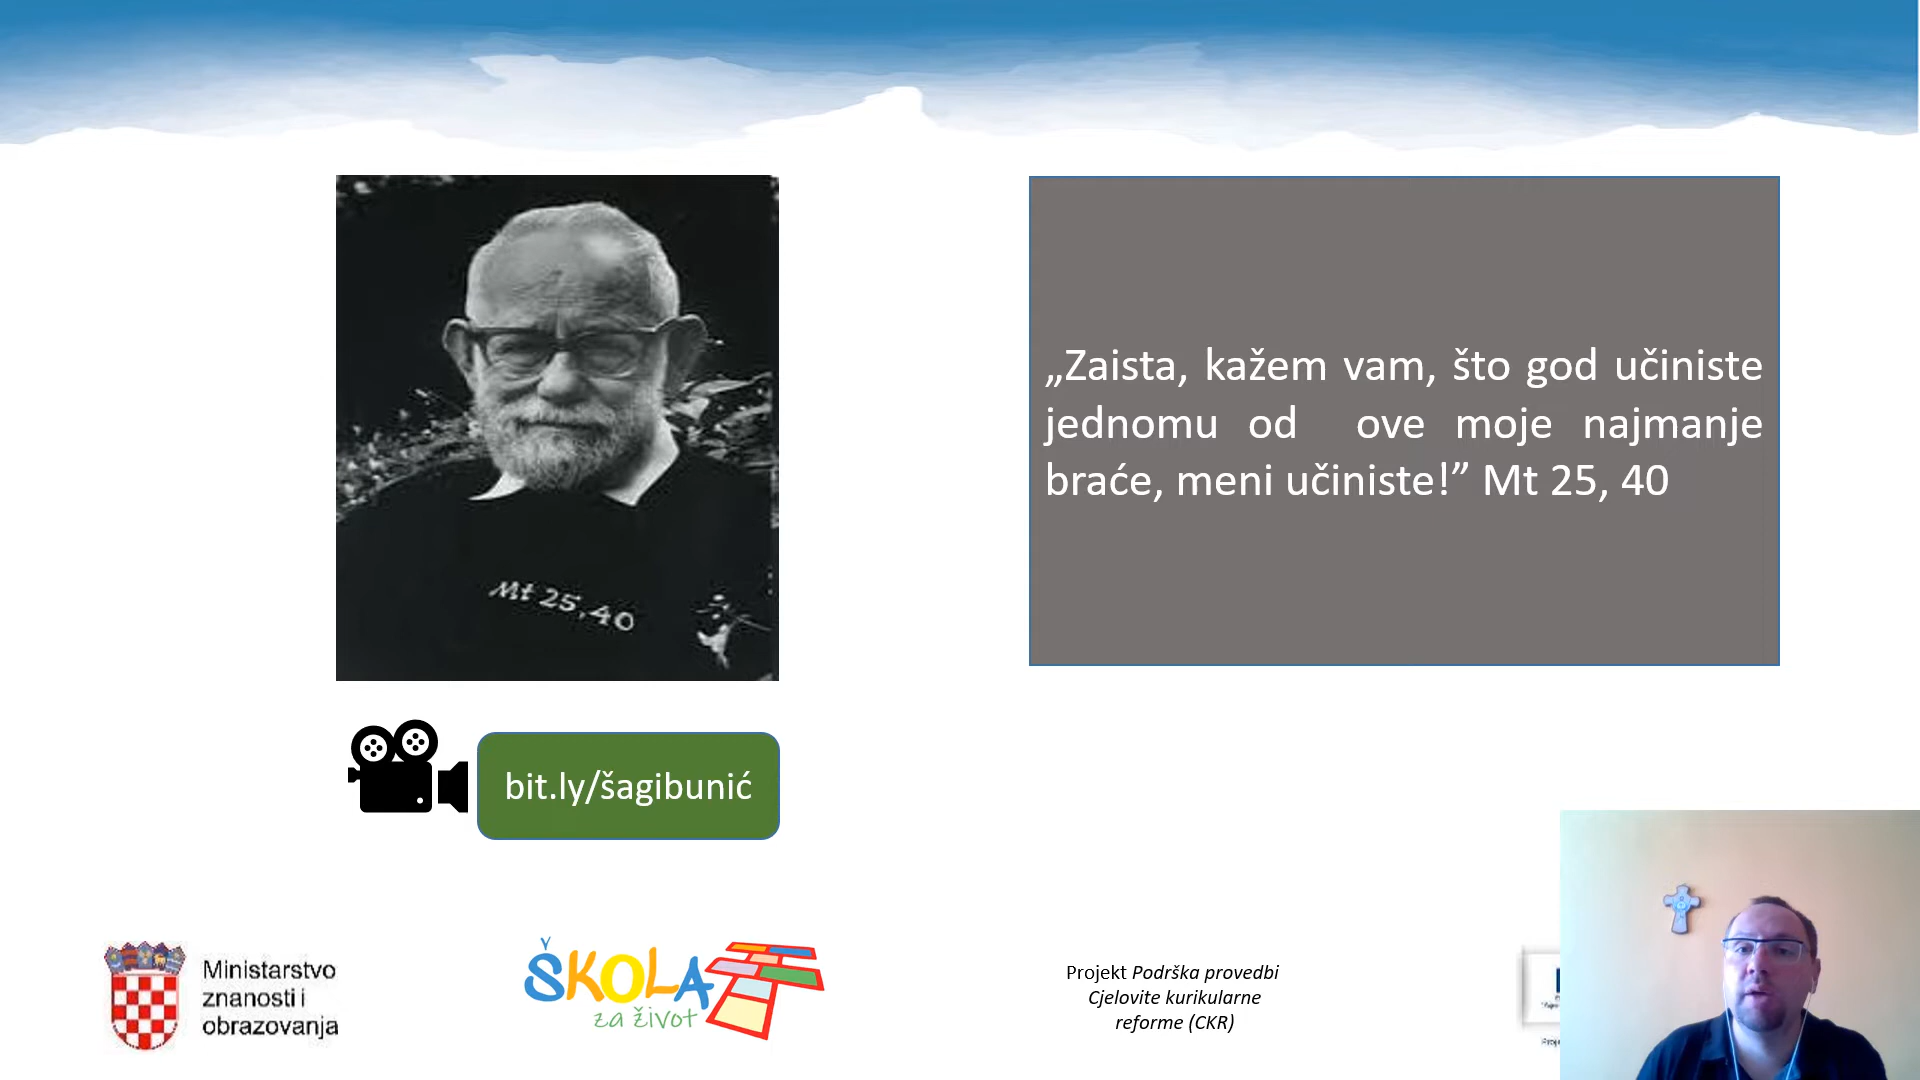 „Zaista, kažem vam, što god učiniste
jednomu od ove moje najmanje
braće, meni učiniste!” Mt 25, 40
Mt 25,40
bit.ly/šagibunić
Ministarstvo
znanosti i
obrazovanja
ŠKOLA
za život
Projekt Podrška provedbi
Cjelovite kurikularne
reforme (CKR)